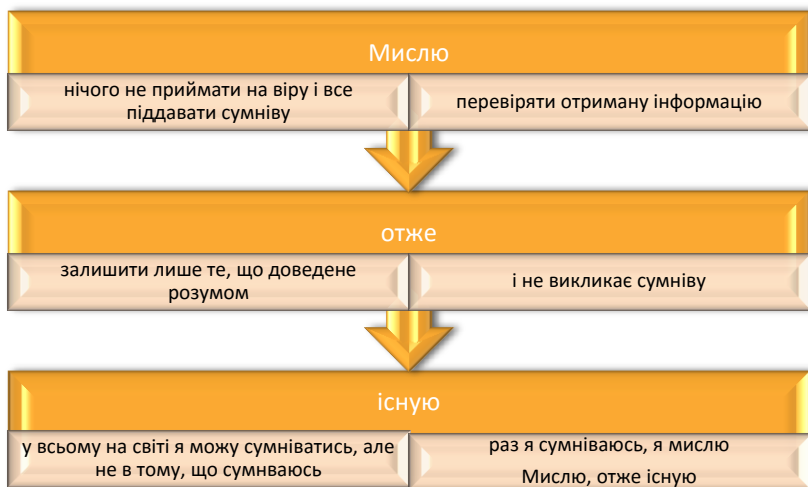 Мислю
нічого не приймати на віру і все
піддавати сумніву
перевіряти отриману інформацію
отже
залишити лише те, що доведене
розумом
і не викликає сумніву
існую
у всьому на світі я можу сумніватись, але
не в тому, що сумнваюсь
раз я сумніваюсь, я мислю
Мислю, отже існую